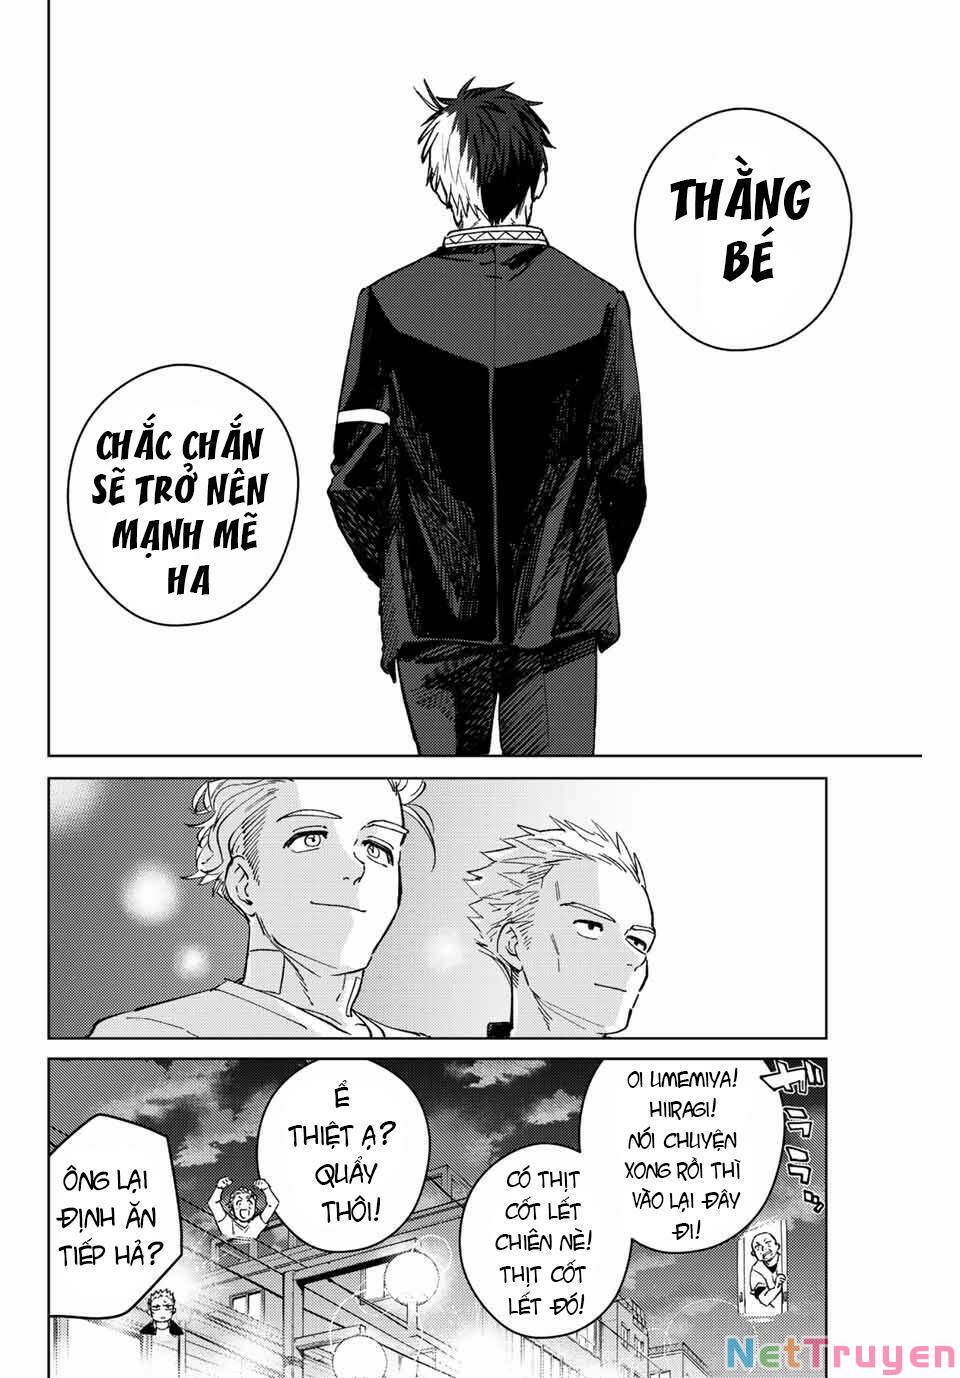 THẰNG
BÉ
CHẮC CHẮN
SẼ TRỞ NÊN
MẠNH MẼ
HA
OI UMEMIYA!
HIIRAGI!
NÓI CHUYỆN
XONG RỒI THÌ
VÀO LẠI ĐÂY
ĐI!
CÓ THỊT
CỐT LẾT
CHIÊN NÈ!
THỊT CỐT
LẾT ĐÓ!
Ể
THIỆT Ạ?
QUẨY
THÔI!
ÔNG LẠI
ĐỊNH ĂN
TIẾP HẢ?
NetTruyen